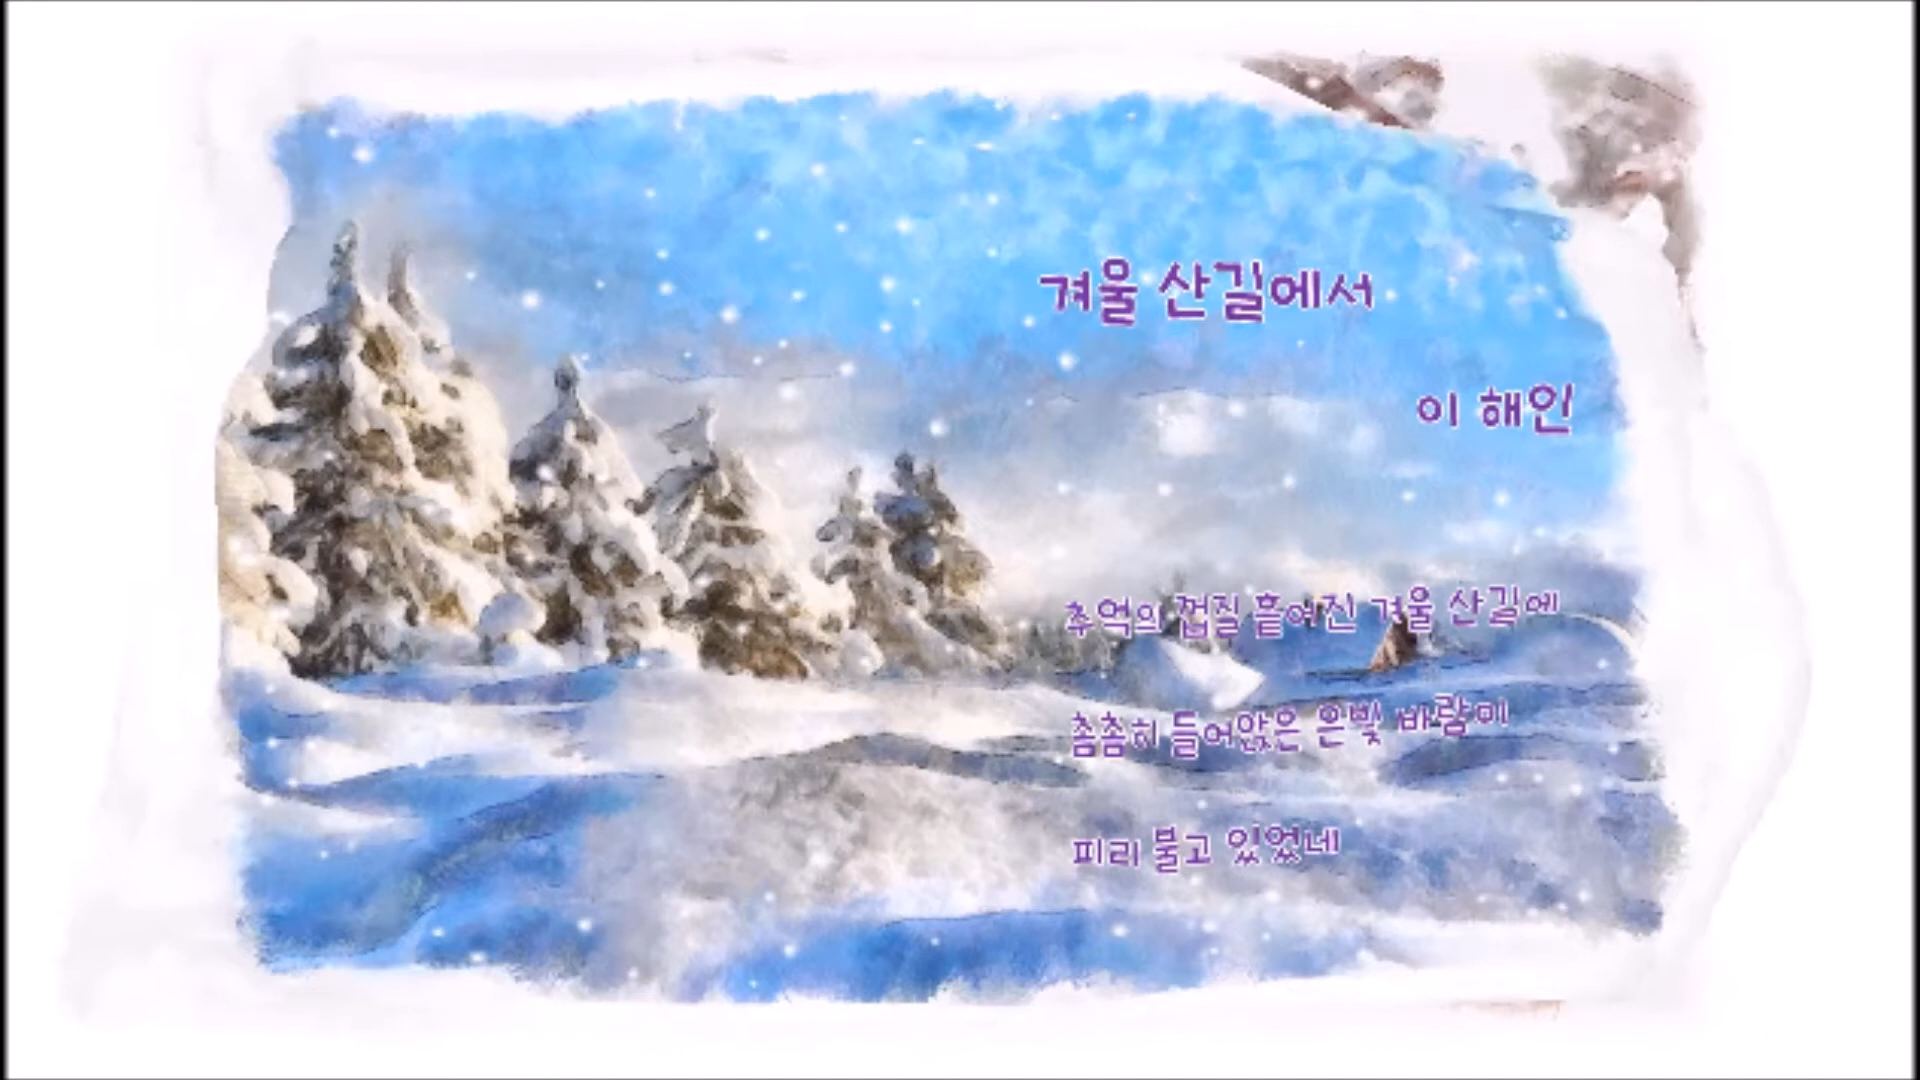 겨울 산길에서
이 해인
추억의 껍질 흩어진 겨울 산길에
촘촘히 들어앉은 은빛 바람이
피리 불고 있었네